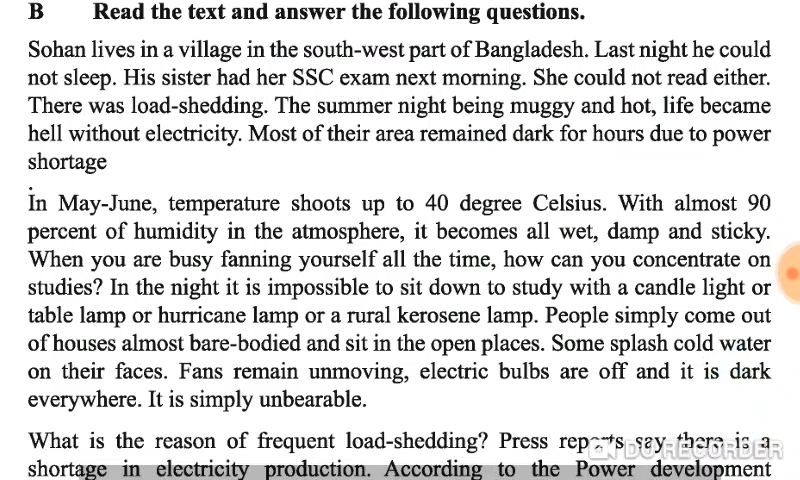 B Read the text and answer the following questions.
Sohan lives in a village in the south-west part of Bangladesh. Last night he could
not sleep. His sister had her SSC exam next morning. She could not read either.
There was load-shedding. The summer night being muggy and hot, life became
hell without electricity. Most of their area remained dark for hours due to power
shortage
.
In May-June, temperature shoots up to 40 degree Celsius. With almost 90
percent of humidity in the atmosphere, it becomes all wet, damp and sticky.
When you are busy fanning yourself all the time, how can you concentrate on
studies? In the night it is impossible to sit down to study with a candle light or
table lamp or hurricane lamp or a rural kerosene lamp. People simply come out
of houses almost bare-bodied and sit in the open places. Some splash cold water
on their faces. Fans remain unmoving, electric bulbs are off and it is dark
everywhere. It is simply unbearable.
What is the reason of frequent load-shedding? Press reports say there is a
DU RECORDER
shortage in electricity production. According to the Power development